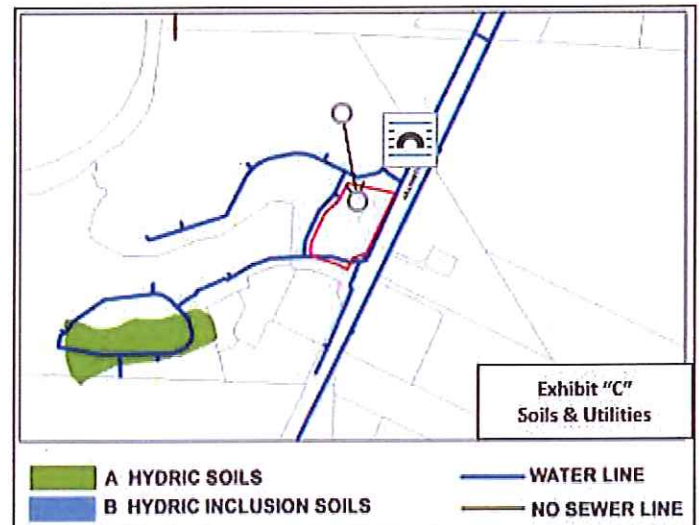 Exhibit "C"
Soils & Utilities
A HYDRIC SOILS
WATER LINE
B HYDRIC INCLUSION SOILS
NO SEWER LINE